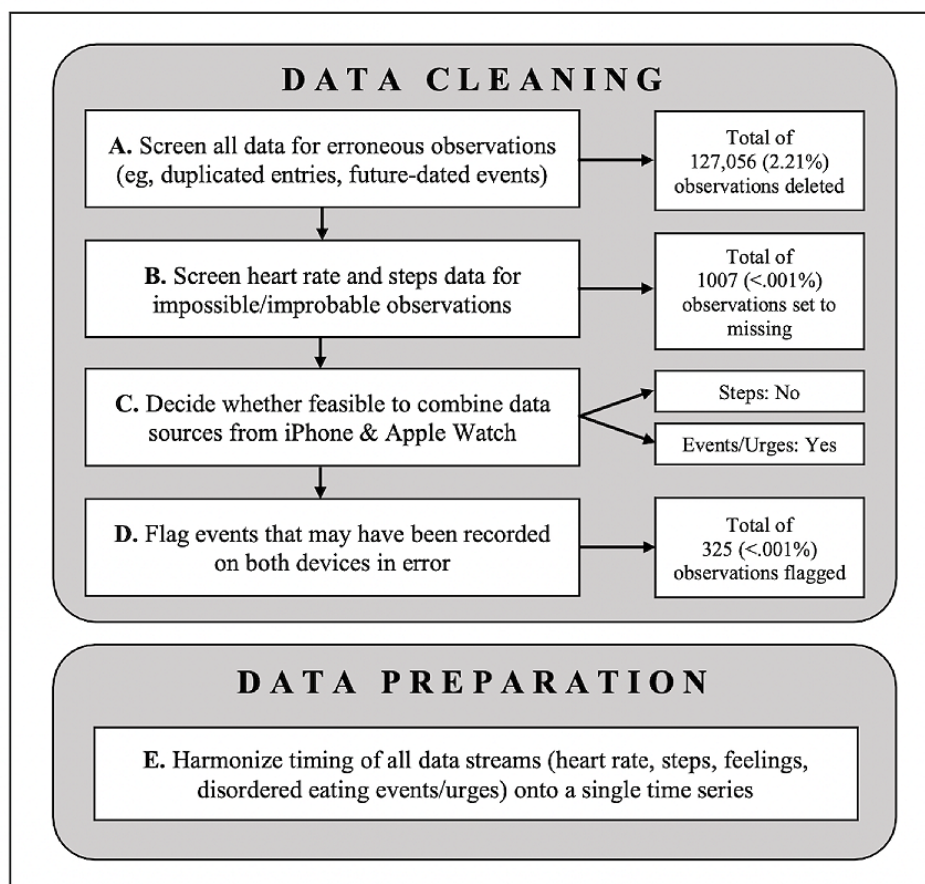 DATA CLEANING
A. Screen all data for erroneous observations
(eg, duplicated entries, future-dated events)
Total of
127,056 (2.21%)
observations deleted
B. Screen heart rate and steps data for
impossible/improbable observations
Total of
1007 (<.001%)
observations set to
missing
C. Decide whether feasible to combine data
sources from iPhone & Apple Watch
Steps: No
Events/Urges: Yes
D. Flag events that may have been recorded
on both devices in error
Total of
325 (<.001%)
observations flagged
DATA PREPARATION
E. Harmonize timing of all data streams (heart rate, steps, feelings,
disordered eating events/urges) onto a single time series